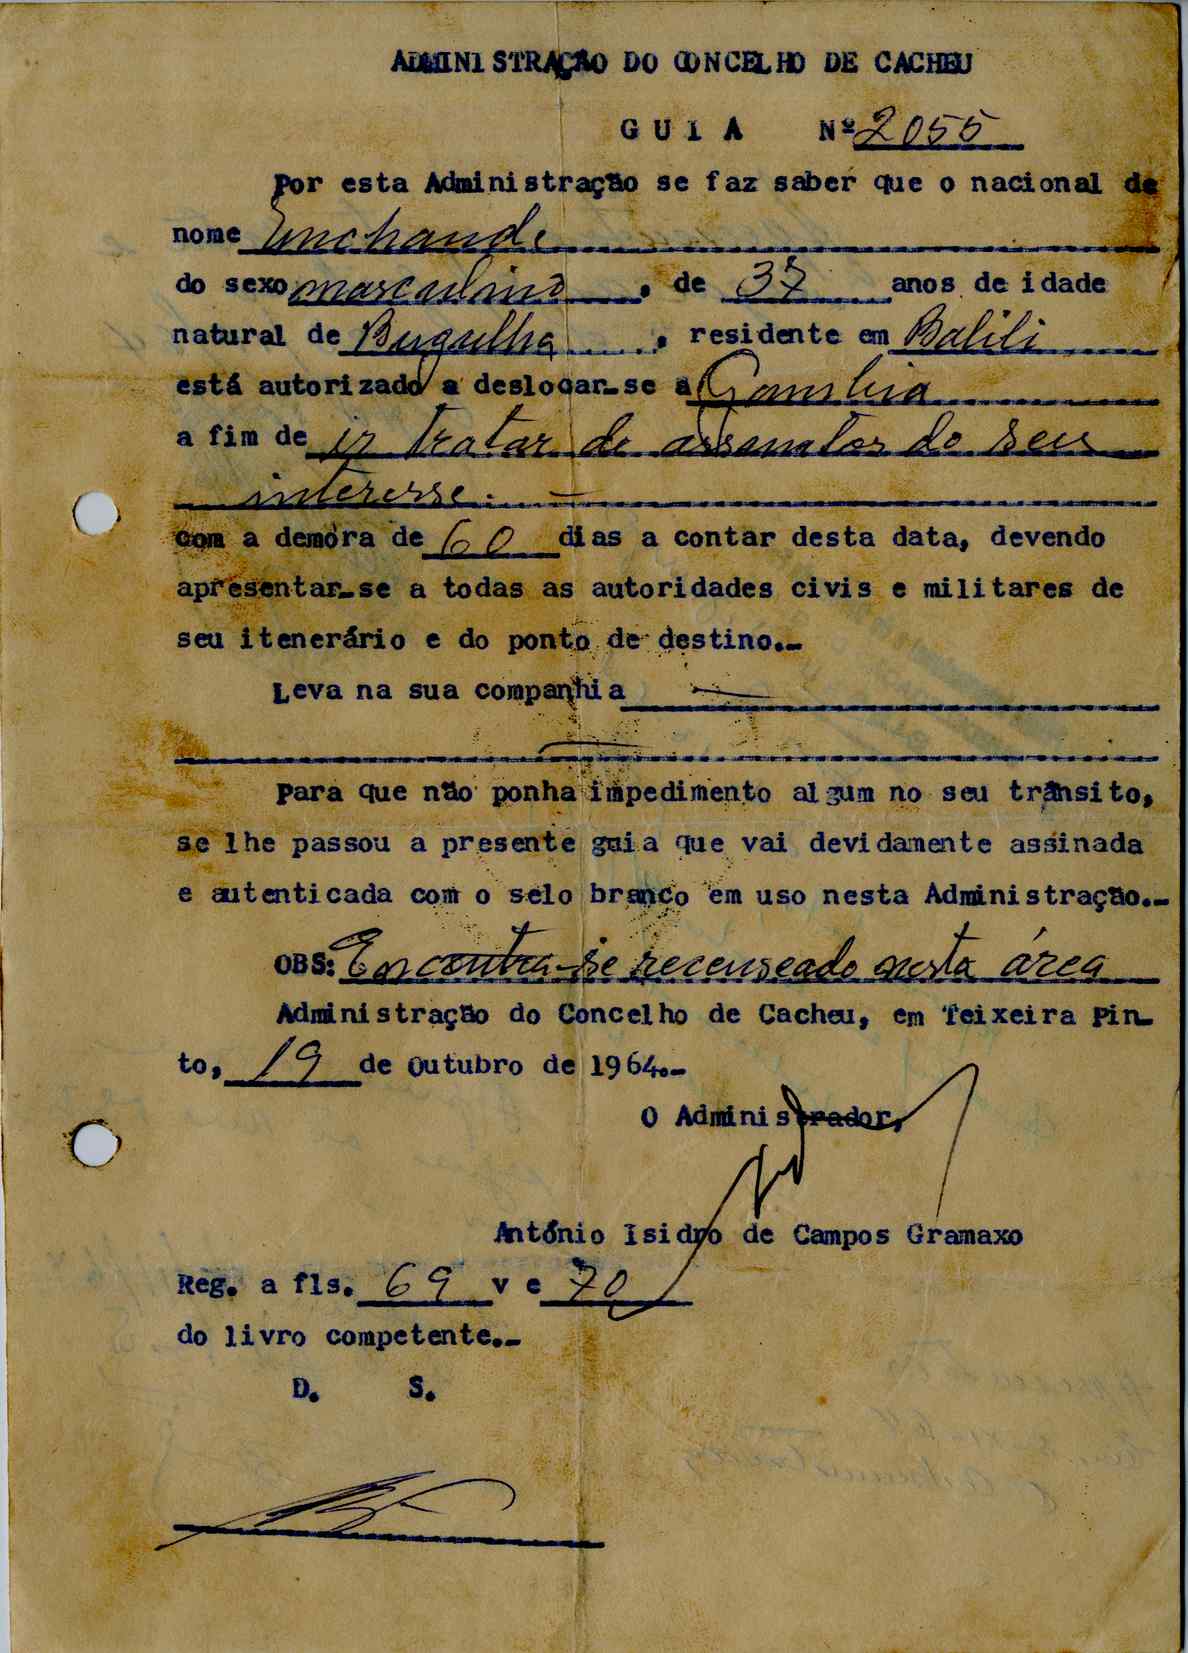 ADMINISTRAÇÃO DO CONCELHO DE CACHEU
GUIA Nº 2055
Por esta Administração se faz saber que o nacional de
nome
do sexo masculino, de 37 anos de idade
natural de Bugulha, residente em Balili
está autorizado a deslocar-se a Gambia
a fim de ir tratar de assuntos do seu
interesse. —
com a demóra de 60 dias a contar desta data, devendo
apresentar-se a todas as autoridades civis e militares de
seu itenerário e do ponto de destino.-
Leva na sua companhia —
—
Para que não ponha impedimento algum no seu trânsito,
se lhe passou a presente guia que vai devidamente assinada
e autenticada com o selo branco em uso nesta Administração.-
OBS: Encontra-se recenseado nesta área
Administração do Concelho de Cacheu, em Teixeira Pin-
to, 19 de Outubro de 1964.-
O Administrador,
António Isidro de Campos Gramaxo
Reg. a fls. 69 v e 70
do livro competente.-
D. S.